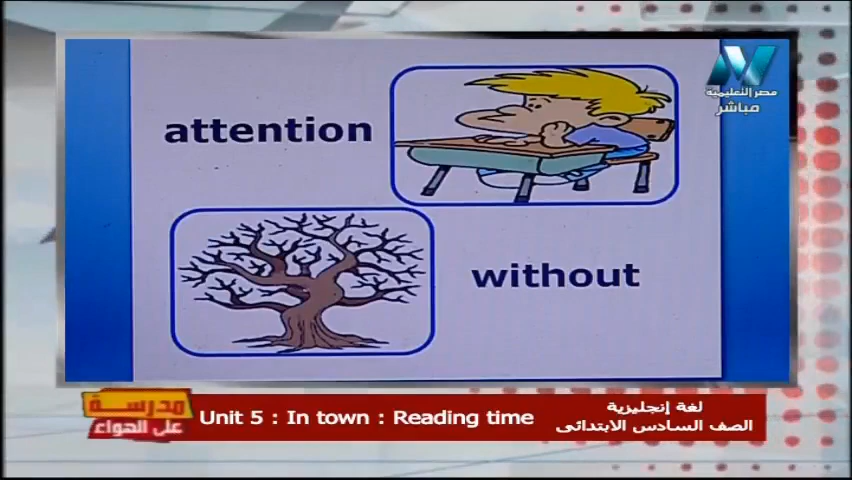 مصر التعليمية
مباشر
attention
without
مدرسة
على الهواء
Unit 5 : In town : Reading time
لغة إنجليزية
الصف السادس الابتدائى